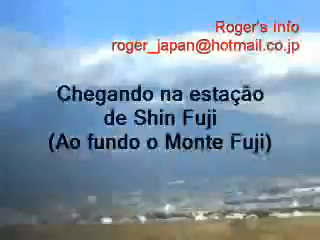 Roger's info
roger_japan@hotmail.co.jp
Chegando na estação
de Shin Fuji
(Ao fundo o Monte Fuji)